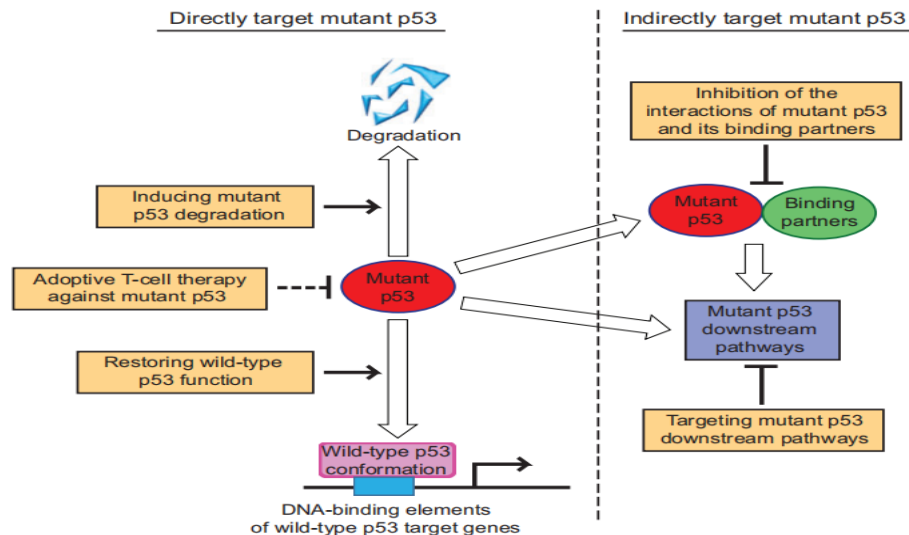 Directly target mutant p53
Indirectly target mutant p53
Degradation
Inducing mutant
p53 degradation
Adoptive T-cell therapy
against mutant p53
Mutant
p53
Restoring wild-type
p53 function
Wild-type p53
conformation
DNA-binding elements
of wild-type p53 target genes
Inhibition of the
interactions of mutant p53
and its binding partners
Mutant
p53
Binding
partners
Mutant p53
downstream
pathways
Targeting mutant p53
downstream pathways